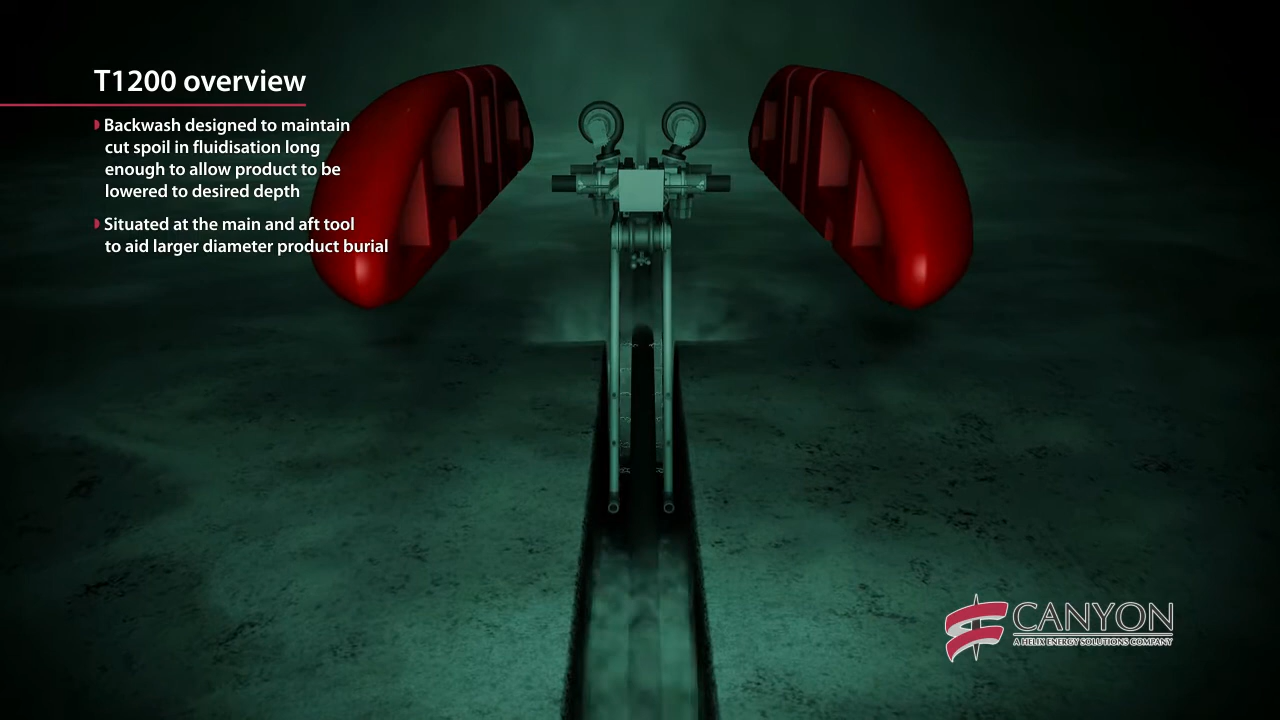 T1200 overview
Backwash designed to maintain
cut spoil in fluidisation long
enough to allow product to be
lowered to desired depth
Situated at the main and aft tool
to aid larger diameter product burial
CANYON
A HELIX ENERGY SOLUTIONS COMPANY